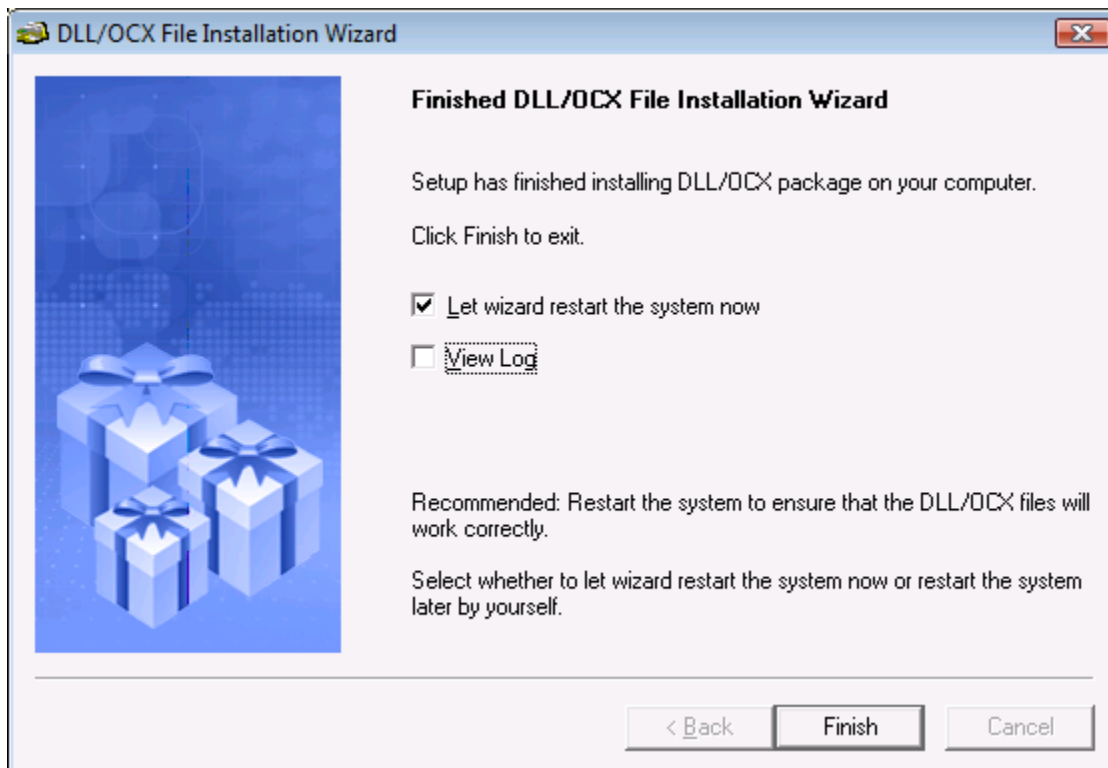 DLL/OCX File Installation Wizard
Finished DLL/OCX File Installation Wizard
Setup has finished installing DLL/OCX package on your computer.
Click Finish to exit.
Let wizard restart the system now
View Log
Recommended: Restart the system to ensure that the DLL/OCX files will
work correctly.
Select whether to let wizard restart the system now or restart the system
later by yourself.
< Back
Finish
Cancel